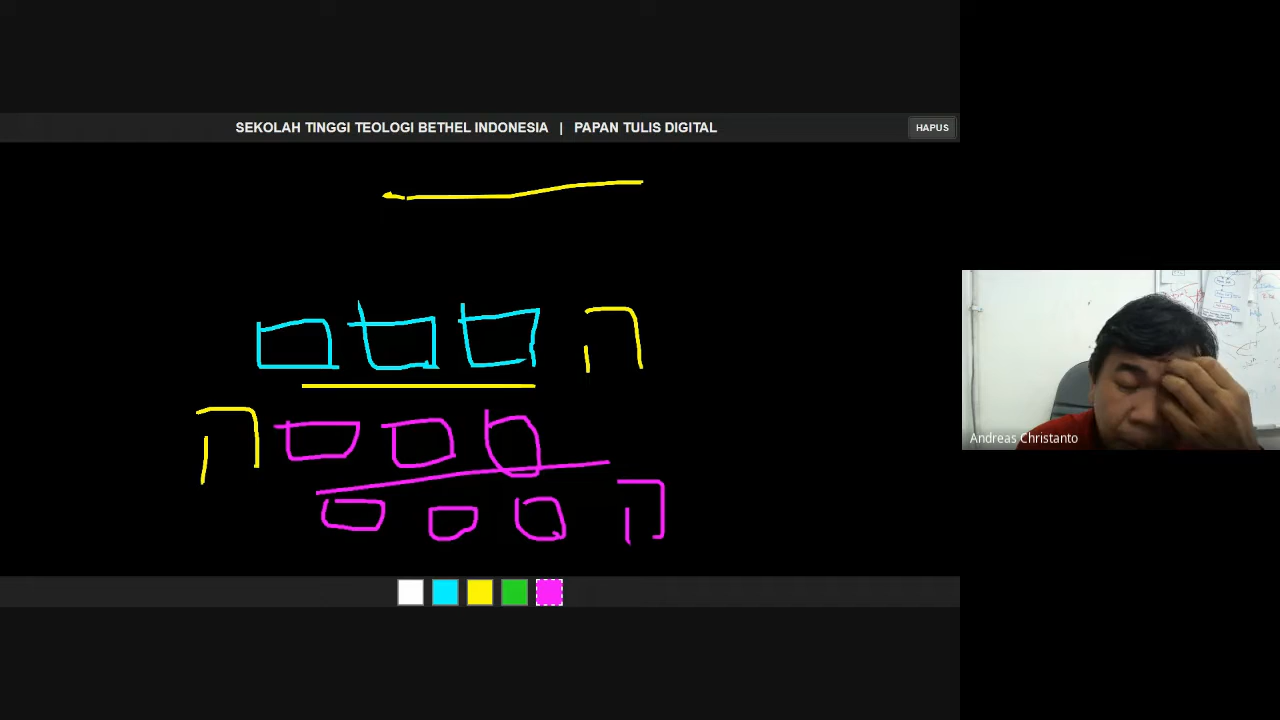 SEKOLAH TINGGI TEOLOGI BETHEL INDONESIA | PAPAN TULIS DIGITAL
HAPUS
ה
ה
ה
Andreas Christanto